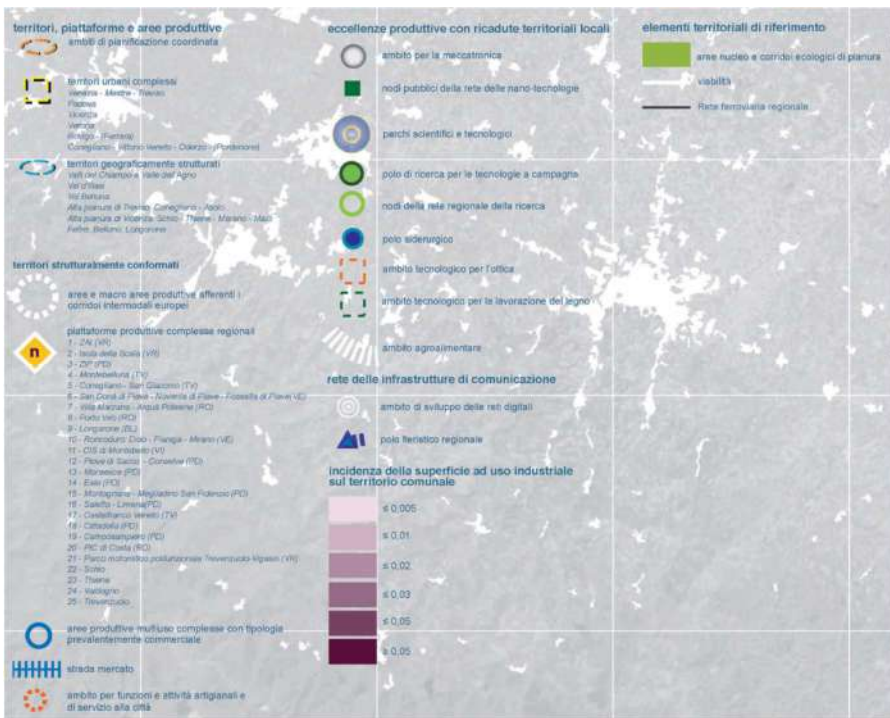 territori, piattaforme e aree produttive
ambiti di pianificazione coordinata
territori urbani complessi
Venezia - Mestre - Treviso
Padova
Vicenza
Verona
Rovigo - (Ferrara)
Conegliano - Vittorio Veneto - Oderzo - (Pordenone)
territori geograficamente strutturati
Valli del Chiampo e Valle dell'Agno
Val d'Illasi
Val Belluna
Alta pianura di Treviso: Conegliano - Asolo
Alta pianura di Vicenza: Schio - Thiene - Marano - Malo
Feltre, Belluno, Longarone
territori strutturalmente conformati
aree e macro aree produttive afferenti i
corridoi intermodali europei
n
piattaforme produttive complesse regionali
1 - ZAI (VR)
2 - Isola della Scala (VR)
3 - ZIP (PD)
4 - Montebelluna (TV)
5 - Conegliano - San Giacomo (TV)
6 - San Donà di Piave - Noventa di Piave - Fossalta di Piave(VE)
7 - Villa Marzana - Arquà Polesine (RO)
8 - Porto Viro (RO)
9 - Longarone (BL)
10 - Roncoduro: Dolo - Pianiga - Mirano (VE)
11 - CIS di Montebello (VI)
12 - Piove di Sacco - Conselve (PD)
13 - Monselice (PD)
14 - Este (PD)
15 - Montagnana - Megliadino San Fidenzio (PD)
16 - Saletto - Limena(PD)
17 - Castelfranco Veneto (TV)
18 - Cittadella (PD)
19 - Camposampiero (PD)
20 - PIC di Costa (RO)
21 - Parco motoristico polifunzionale Trevenzuolo-Vigasio (VR)
22 - Schio
23 - Thiene
24 - Valdagno
25 - Trevenzuolo
aree produttive multiuso complesse con tipologia
prevalentemente commerciale
strada mercato
ambito per funzioni e attività artigianali e
di servizio alla città
eccellenze produttive con ricadute territoriali locali
ambito per la meccatronica
nodi pubblici della rete delle nano-tecnologie
parchi scientifici e tecnologici
polo di ricerca per le tecnologie a campagna
nodi della rete regionale della ricerca
polo siderurgico
ambito tecnologico per l'ottica
ambito tecnologico per la lavorazione del legno
ambito agroalimentare
rete delle infrastrutture di comunicazione
ambito di sviluppo delle reti digitali
polo fieristico regionale
incidenza della superficie ad uso industriale
sul territorio comunale
≤ 0,005
≤ 0,01
≤ 0,02
≤ 0,03
≤ 0,05
≥ 0,05
elementi territoriali di riferimento
aree nucleo e corridoi ecologici di pianura
viabilità
Rete ferroviaria regionale